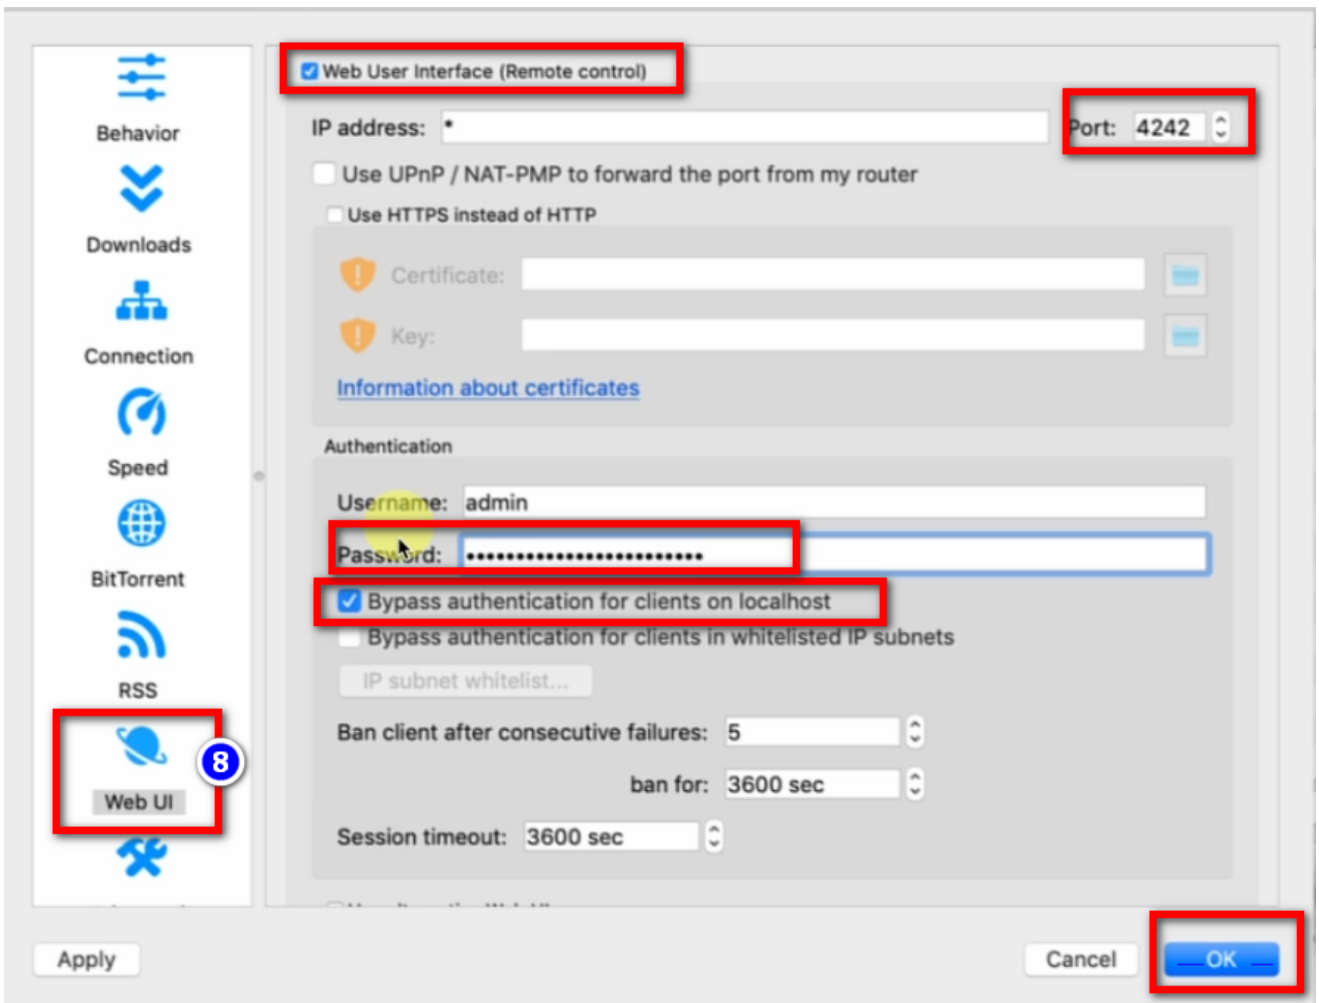 Web User Interface (Remote control)
IP address: *
Port: 4242
Behavior
Use UPnP / NAT-PMP to forward the port from my router
Use HTTPS instead of HTTP
Downloads
Certificate:
Key:
Connection
Information about certificates
Authentication
Speed
Username: admin
Password: ••••••••••••••••••••••••
BitTorrent
Bypass authentication for clients on localhost
Bypass authentication for clients in whitelisted IP subnets
RSS
IP subnet whitelist...
Ban client after consecutive failures: 5
8
ban for: 3600 sec
Web UI
Session timeout: 3600 sec
Apply
Cancel
OK